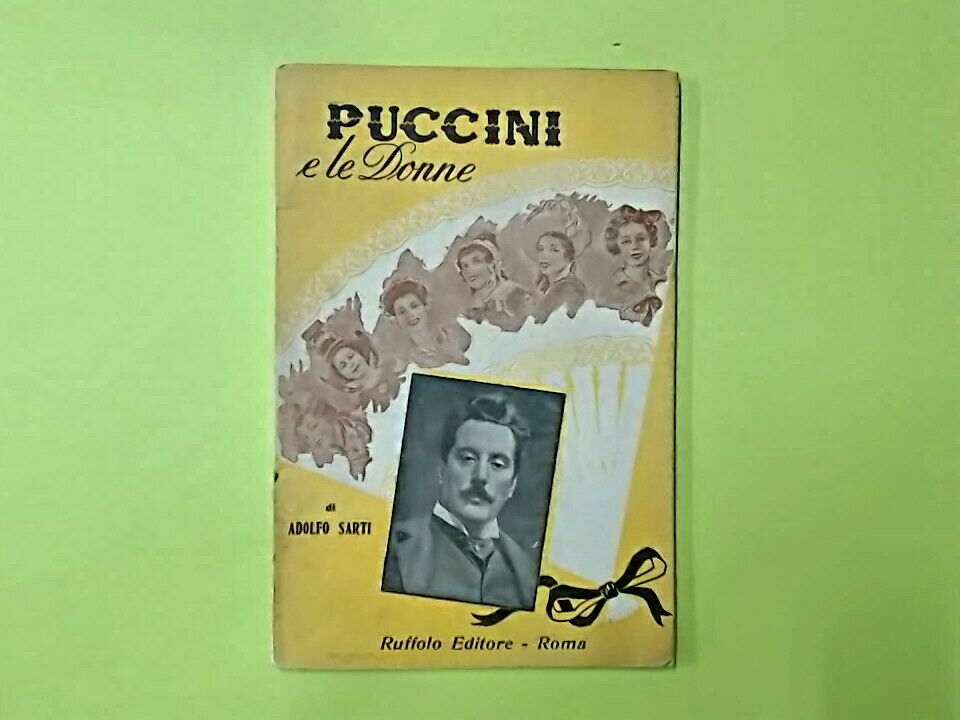 PUCCINI
e le Donne
di
ADOLFO SARTI
Ruffolo Editore - Roma